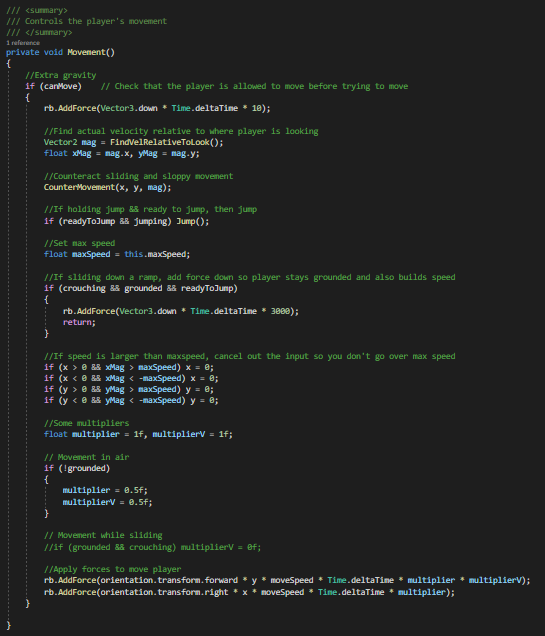 /// <summary>
/// Controls the player's movement
/// </summary>
1 reference
private void Movement()
{
//Extra gravity
if (canMove)    // Check that the player is allowed to move before trying to move
{
rb.AddForce(Vector3.down * Time.deltaTime * 10);
//Find actual velocity relative to where player is looking
Vector2 mag = FindVelRelativeToLook();
float xMag = mag.x, yMag = mag.y;
//Counteract sliding and sloppy movement
CounterMovement(x, y, mag);
//If holding jump && ready to jump, then jump
if (readyToJump && jumping) Jump();
//Set max speed
float maxSpeed = this.maxSpeed;
//If sliding down a ramp, add force down so player stays grounded and also builds speed
if (crouching && grounded && readyToJump)
{
rb.AddForce(Vector3.down * Time.deltaTime * 3000);
return;
}
//If speed is larger than maxspeed, cancel out the input so you don't go over max speed
if (x > 0 && xMag > maxSpeed) x = 0;
if (x < 0 && xMag < -maxSpeed) x = 0;
if (y > 0 && yMag > maxSpeed) y = 0;
if (y < 0 && yMag < -maxSpeed) y = 0;
//Some multipliers
float multiplier = 1f, multiplierV = 1f;
// Movement in air
if (!grounded)
{
multiplier = 0.5f;
multiplierV = 0.5f;
}
// Movement while sliding
//if (grounded && crouching) multiplierV = 0f;
//Apply forces to move player
rb.AddForce(orientation.transform.forward * y * moveSpeed * Time.deltaTime * multiplier * multiplierV);
rb.AddForce(orientation.transform.right * x * moveSpeed * Time.deltaTime * multiplier);
}
}